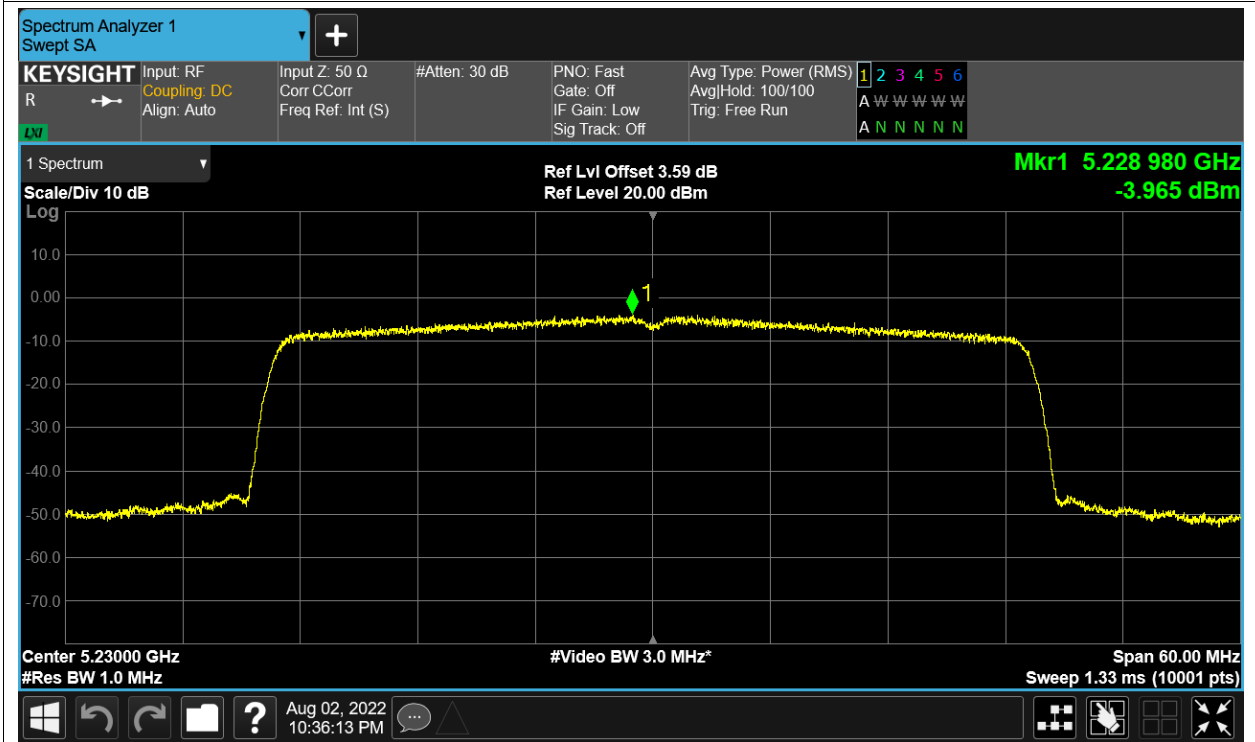 Spectrum Analyzer 1
Swept SA
KEYSIGHT
R
LXI
Input: RF
Coupling: DC
Align: Auto
Input Z: 50 Ω
Corr CCorr
Freq Ref: Int (S)
#Atten: 30 dB
PNO: Fast
Gate: Off
IF Gain: Low
Sig Track: Off
Avg Type: Power (RMS)
Avg|Hold: 100/100
Trig: Free Run
1 2 3 4 5 6
A W W W W W
A N N N N N
1 Spectrum
Scale/Div 10 dB
Ref Lvl Offset 3.59 dB
Ref Level 20.00 dBm
Mkr1 5.228 980 GHz
-3.965 dBm
Log
10.0
0.00
-10.0
-20.0
-30.0
-40.0
-50.0
-60.0
-70.0
1
Center 5.23000 GHz
#Res BW 1.0 MHz
#Video BW 3.0 MHz*
Span 60.00 MHz
Sweep 1.33 ms (10001 pts)
?
Aug 02, 2022
10:36:13 PM